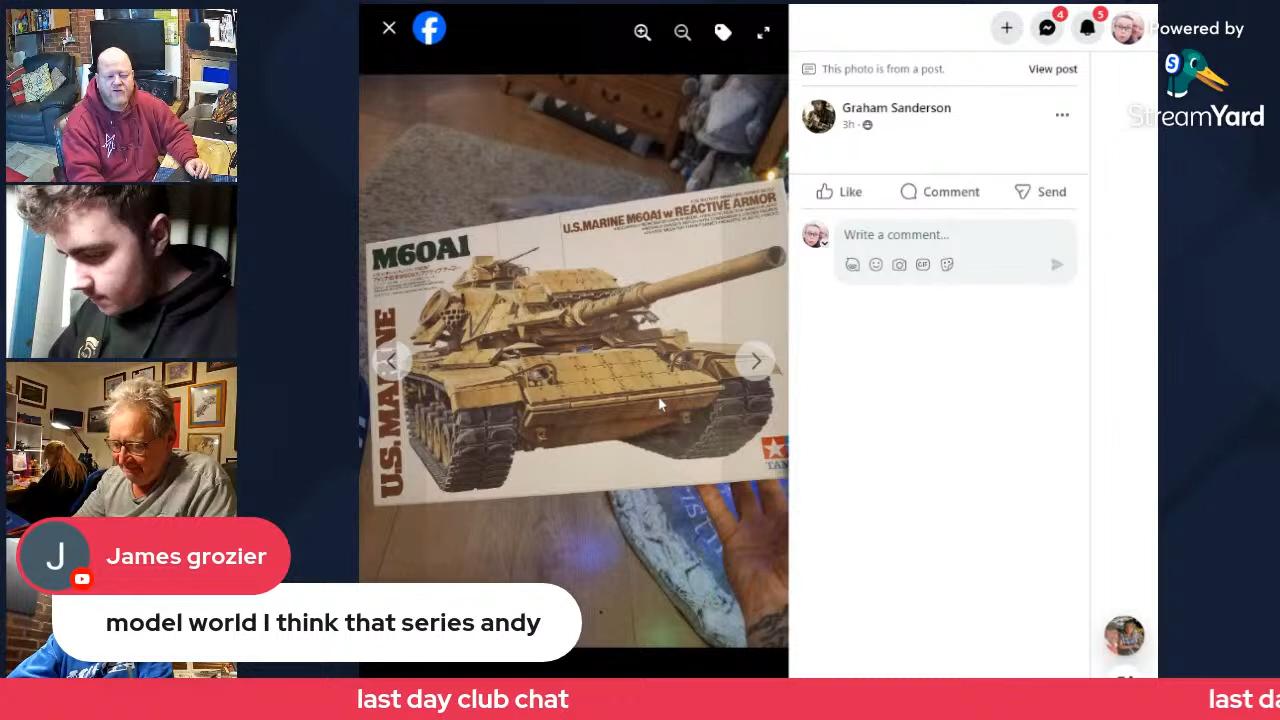 4
5
Powered by
StreamYard
This photo is from a post.
View post
Graham Sanderson
3h
Like
Comment
Send
Write a comment...
GIF
U.S. MARINE M60A1 w REACTIVE ARMOR
M60A1
U.S. MARINE
J
James grozier
model world I think that series andy
last day club chat
last da